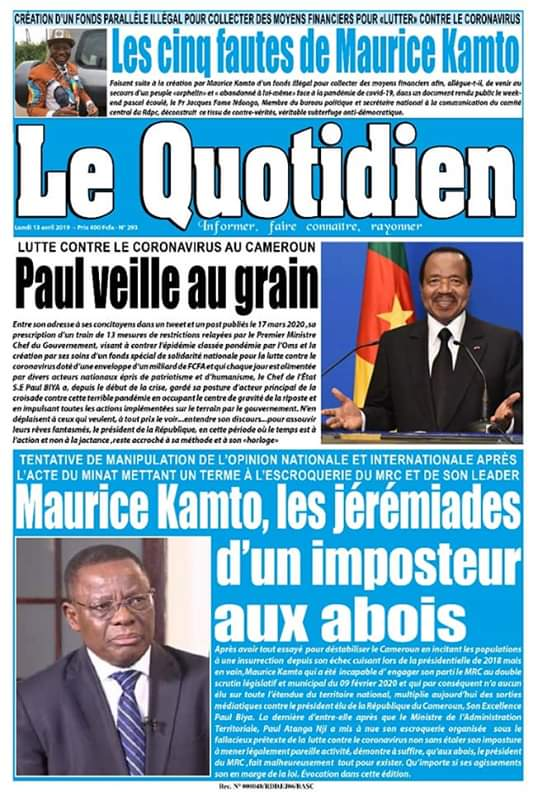 CRÉATION D'UN FONDS PARALLÈLE ILLÉGAL POUR COLLECTER DES MOYENS FINANCIERS POUR «LUTTER» CONTRE LE CORONAVIRUS
Les cinq fautes de Maurice Kamto
Faisant suite à la création par Maurice Kamto d'un fonds illégal pour collecter des moyens financiers afin, allègue-t-il, de venir au
secours d'un peuple «orphelin» et « abandonné à lui-même» face à la pandémie de covid-19, dans un document rendu public le week-
end pascal écoulé, le Pr Jacques Fame Ndongo, Membre du bureau politique et secrétaire national à la communication du comité
central du Rdpc, déconstruit ce tissu de contre-vérités, véritable subterfuge anti-démocratique.
Le Quotidien
Lundi 13 avril 2019 - Prix 400 Fcfa - N° 293
Informer, faire connaître, rayonner
LUTTE CONTRE LE CORONAVIRUS AU CAMEROUN
Paul veille au grain
Entre son adresse à ses concitoyens dans un tweet et un post publiés le 17 mars 2020 ,sa
prescription d'un train de 13 mesures de restrictions relayées par le Premier Ministre
Chef du Gouvernement, visant à contrer l'épidémie classée pandémie par l'Oms et la
création par ses soins d'un fonds spécial de solidarité nationale pour la lutte contre le
coronavirus doté d'une enveloppe d'un milliard de FCFA et qui chaque jour est alimentée
par divers acteurs nationaux épris de patriotisme et d'humanisme, le Chef de l'État
S.E Paul BIYA a, depuis le début de la crise, gardé sa posture d'acteur principal de la
croisade contre cette terrible pandémie en occupant le centre de gravité de la riposte et
en impulsant toutes les actions implémentées sur le terrain par le gouvernement. N'en
déplaisent à ceux qui veulent, à tout prix le voir...entendre son discours...pour assouvir
leurs rêves fantasmés, le président de la République, en cette période où le temps est à
l'action et non à la jactance ,reste accroché à sa méthode et à son «horloge»
TENTATIVE DE MANIPULATION DE L'OPINION NATIONALE ET INTERNATIONALE APRÈS
L'ACTE DU MINAT METTANT UN TERME À L'ESCROQUERIE DU MRC ET DE SON LEADER
Maurice Kamto, les jérémiades
d'un imposteur
aux abois
Après avoir tout essayé pour déstabiliser le Cameroun en incitant les populations
à une insurrection depuis son échec cuisant lors de la présidentielle de 2018 mais
en vain, Maurice Kamto qui a été incapable d' engager son parti le MRC au double
scrutin législatif et municipal du 09 février 2020 et qui par conséquent n'a aucun
élu sur toute l'étendue du territoire national, multiplie aujourd'hui des sorties
médiatiques contre le président élu de la République du Cameroun, Son Excellence
Paul Biya. La dernière d'entre-elle après que le Ministre de l'Administration
Territoriale, Paul Atanga Nji a mis à nue son escroquerie organisée sous le
fallacieux prétexte de la lutte contre le coronavirus non sans étaler son imposture
à mener légalement pareille activité, démontre à suffire, qu'aux abois, le président
du MRC ,fait malheureusement tout pour exister. Qu'importe si ses agissements
son en marge de la loi. Évocation dans cette édition.
Rec. N° 000048/RDDEJ06/BASC